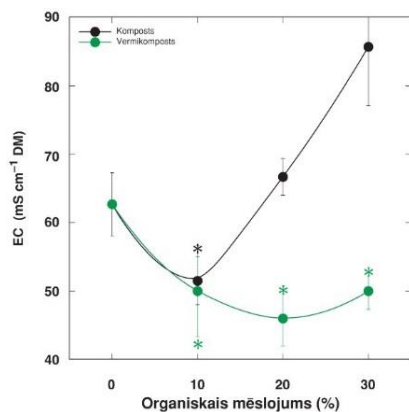 90
Komposts
Vermikomposts
80
70
60
50
40
EC (mS cm⁻¹ DM)
*
*
*
*
0 10 20 30
Organiskais mēslojums (%)